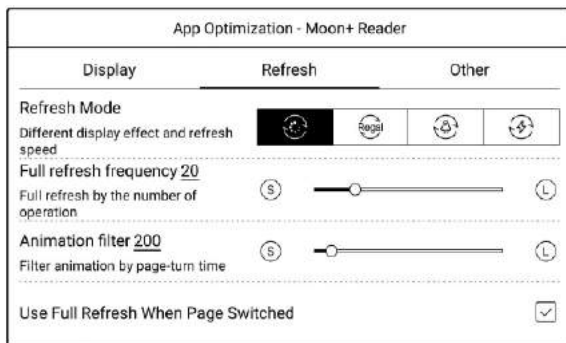 App Optimization - Moon+ Reader
Display Refresh Other
Refresh Mode
Different display effect and refresh
speed
Regal
Full refresh frequency 20
Full refresh by the number of
operation
S L
Animation filter 200
Filter animation by page-turn time
S L
Use Full Refresh When Page Switched